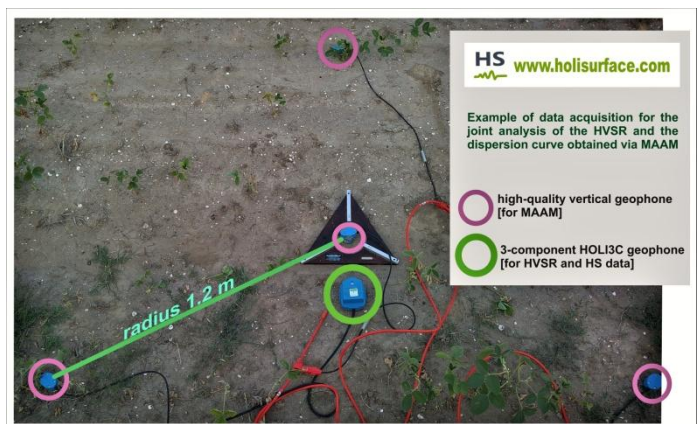 HS www.holisurface.com
Example of data acquisition for the
joint analysis of the HVSR and the
dispersion curve obtained via MAAM
high-quality vertical geophone
[for MAAM]
3-component HOLI3C geophone
[for HVSR and HS data]
radius 1.2 m